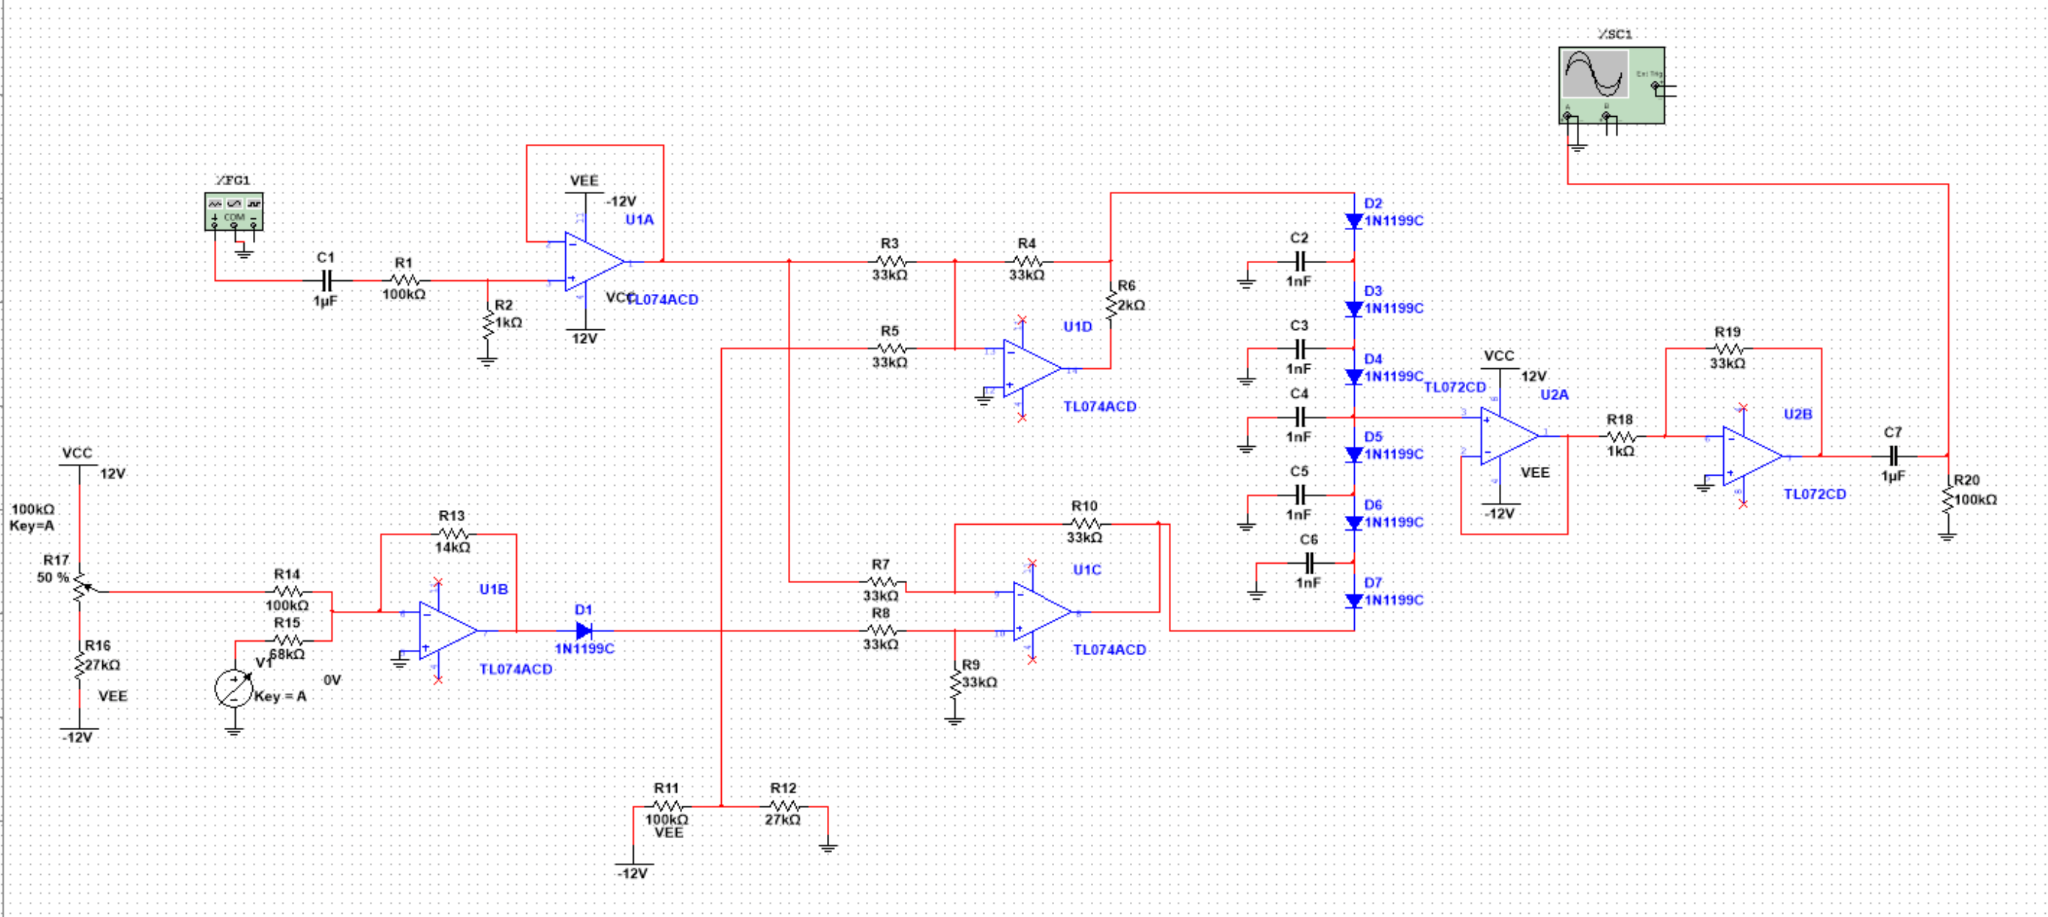 XSC1
Ext Trig
A
B
XFG1
COM
VEE
-12V
U1A
TL074ACD
VCC
12V
C1
1µF
R1
100kΩ
R2
1kΩ
R3
33kΩ
R4
33kΩ
R5
33kΩ
R6
2kΩ
U1D
TL074ACD
D2
1N1199C
C2
1nF
D3
1N1199C
C3
1nF
D4
1N1199C
C4
1nF
D5
1N1199C
C5
1nF
D6
1N1199C
C6
1nF
D7
1N1199C
VCC
12V
TL072CD
U2A
VEE
-12V
R18
1kΩ
R19
33kΩ
U2B
TL072CD
C7
1µF
R20
100kΩ
VCC
12V
100kΩ
Key=A
R17
50 %
R16
27kΩ
VEE
-12V
R14
100kΩ
R15
68kΩ
V1
Key = A
0V
R13
14kΩ
U1B
TL074ACD
D1
1N1199C
R7
33kΩ
R8
33kΩ
R9
33kΩ
R10
33kΩ
U1C
TL074ACD
R11
100kΩ
VEE
-12V
R12
27kΩ